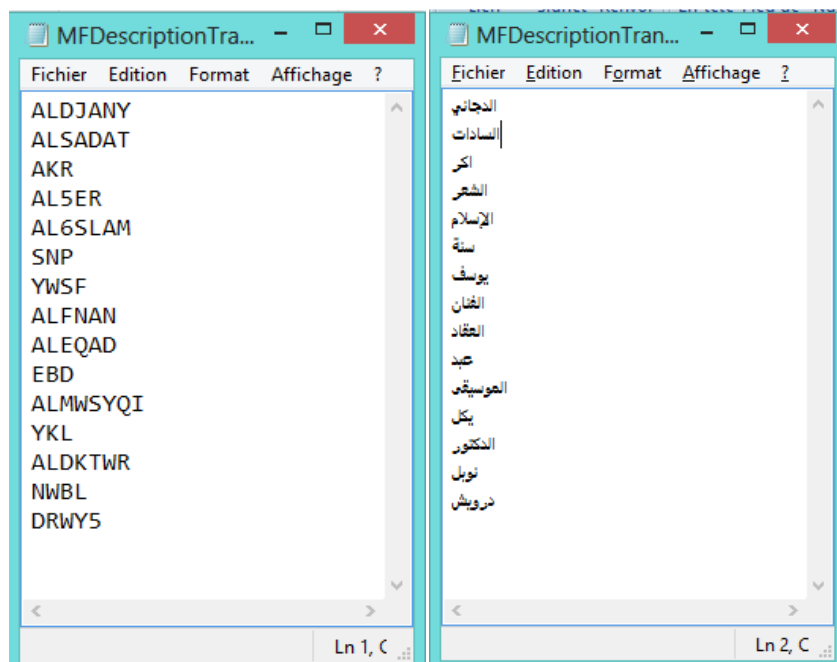 MFDescriptionTra...
Fichier Edition Format Affichage ?
ALDJANY
ALSADAT
AKR
AL5ER
AL6SLAM
SNP
YWSF
ALFNAN
ALEQAD
EBD
ALMWSYQI
YKL
ALDKTWR
NWBL
DRWY5
Ln 1, C
MFDescriptionTran...
Fichier Edition Format Affichage ?
الدجاني
السادات
اكر
الشعر
الإسلام
سنة
يوسف
الفنان
العقاد
عبد
الموسيقى
يكل
الدكتور
نوبل
درويش
Ln 2, C